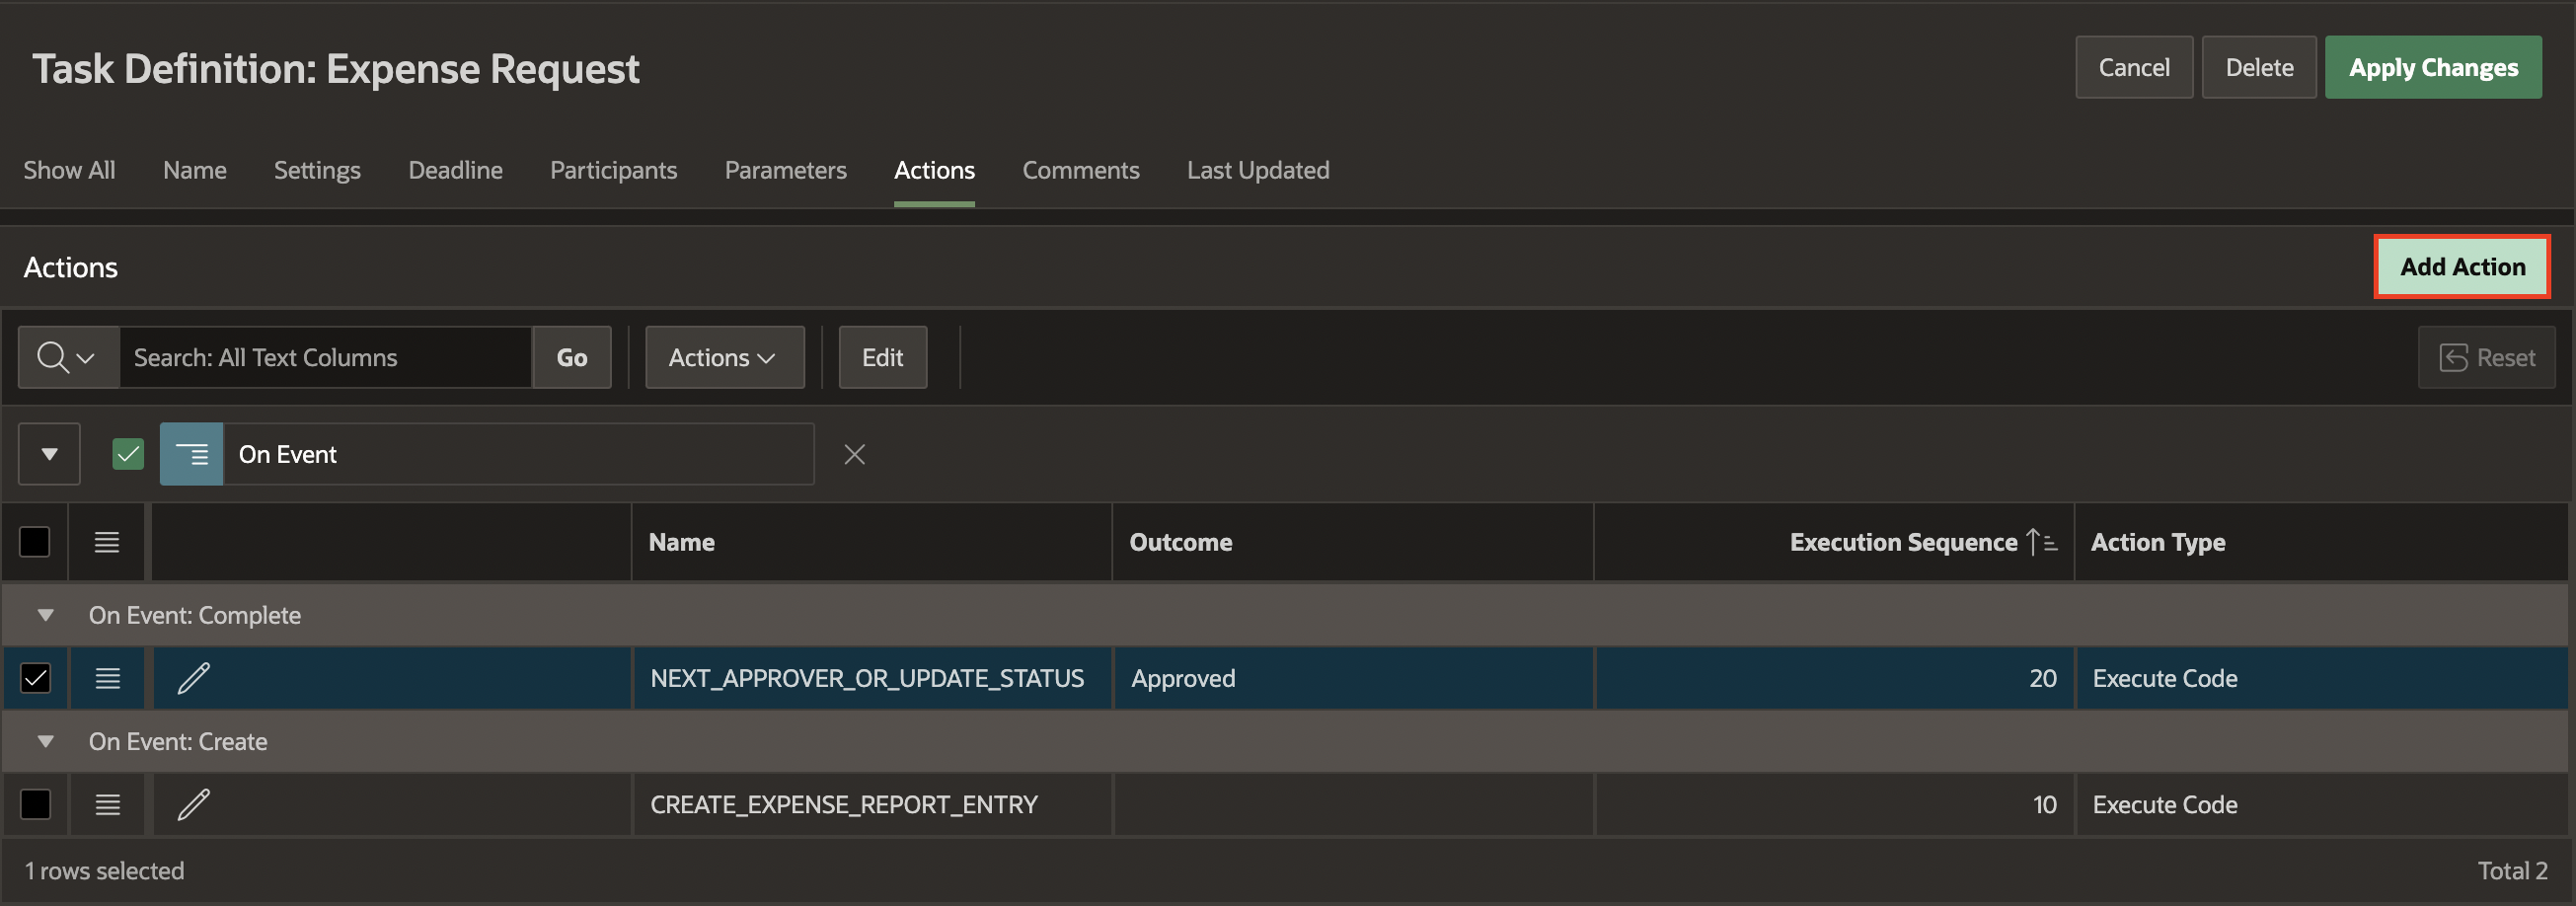 Task Definition: Expense Request
Cancel Delete Apply Changes
Show All Name Settings Deadline Participants Parameters Actions Comments Last Updated
Actions Add Action
Search: All Text Columns Go Actions Edit Reset
On Event
Name Outcome Execution Sequence Action Type
On Event: Complete
NEXT_APPROVER_OR_UPDATE_STATUS Approved 20 Execute Code
On Event: Create
CREATE_EXPENSE_REPORT_ENTRY 10 Execute Code
1 rows selected Total 2